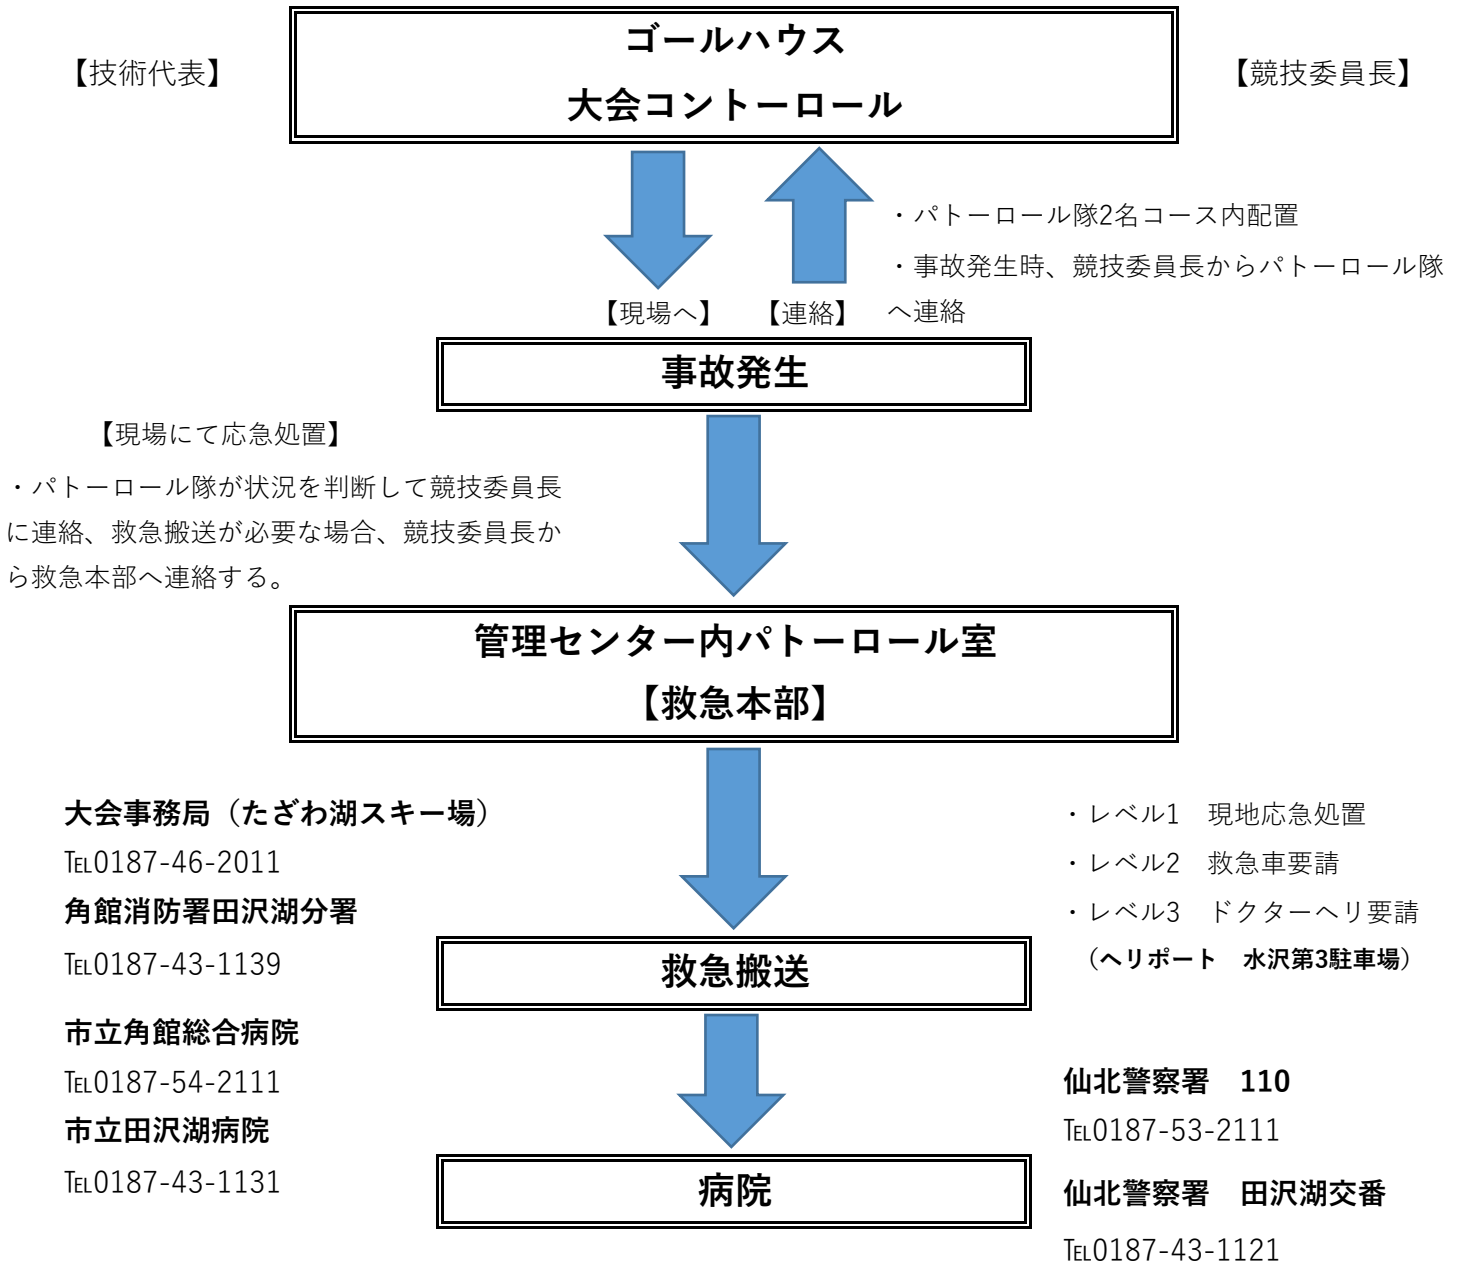 ゴールハウス
大会コントーロール
【技術代表】
【競技委員長】
・パトーロール隊2名コース内配置
・事故発生時、競技委員長からパトーロール隊
へ連絡
【現場へ】
【連絡】
事故発生
【現場にて応急処置】
・パトーロール隊が状況を判断して競技委員長
に連絡、救急搬送が必要な場合、競技委員長か
ら救急本部へ連絡する。
管理センター内パトーロール室
【救急本部】
大会事務局（たざわ湖スキー場）
℡0187-46-2011
角館消防署田沢湖分署
℡0187-43-1139
市立角館総合病院
℡0187-54-2111
市立田沢湖病院
℡0187-43-1131
・レベル1　現地応急処置
・レベル2　救急車要請
・レベル3　ドクターヘリ要請
（ヘリポート　水沢第3駐車場）
救急搬送
病院
仙北警察署　110
℡0187-53-2111
仙北警察署　田沢湖交番
℡0187-43-1121